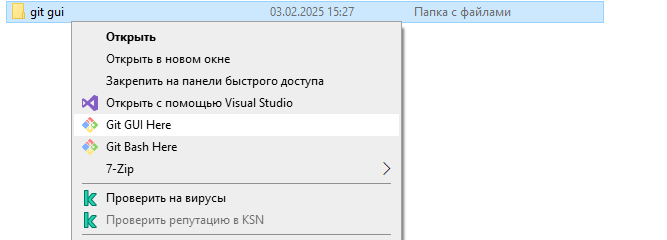 git gui 03.02.2025 15:27 Папка с файлами
Открыть
Открыть в новом окне
Закрепить на панели быстрого доступа
Открыть с помощью Visual Studio
Git GUI Here
Git Bash Here
7-Zip
Проверить на вирусы
Проверить репутацию в KSN